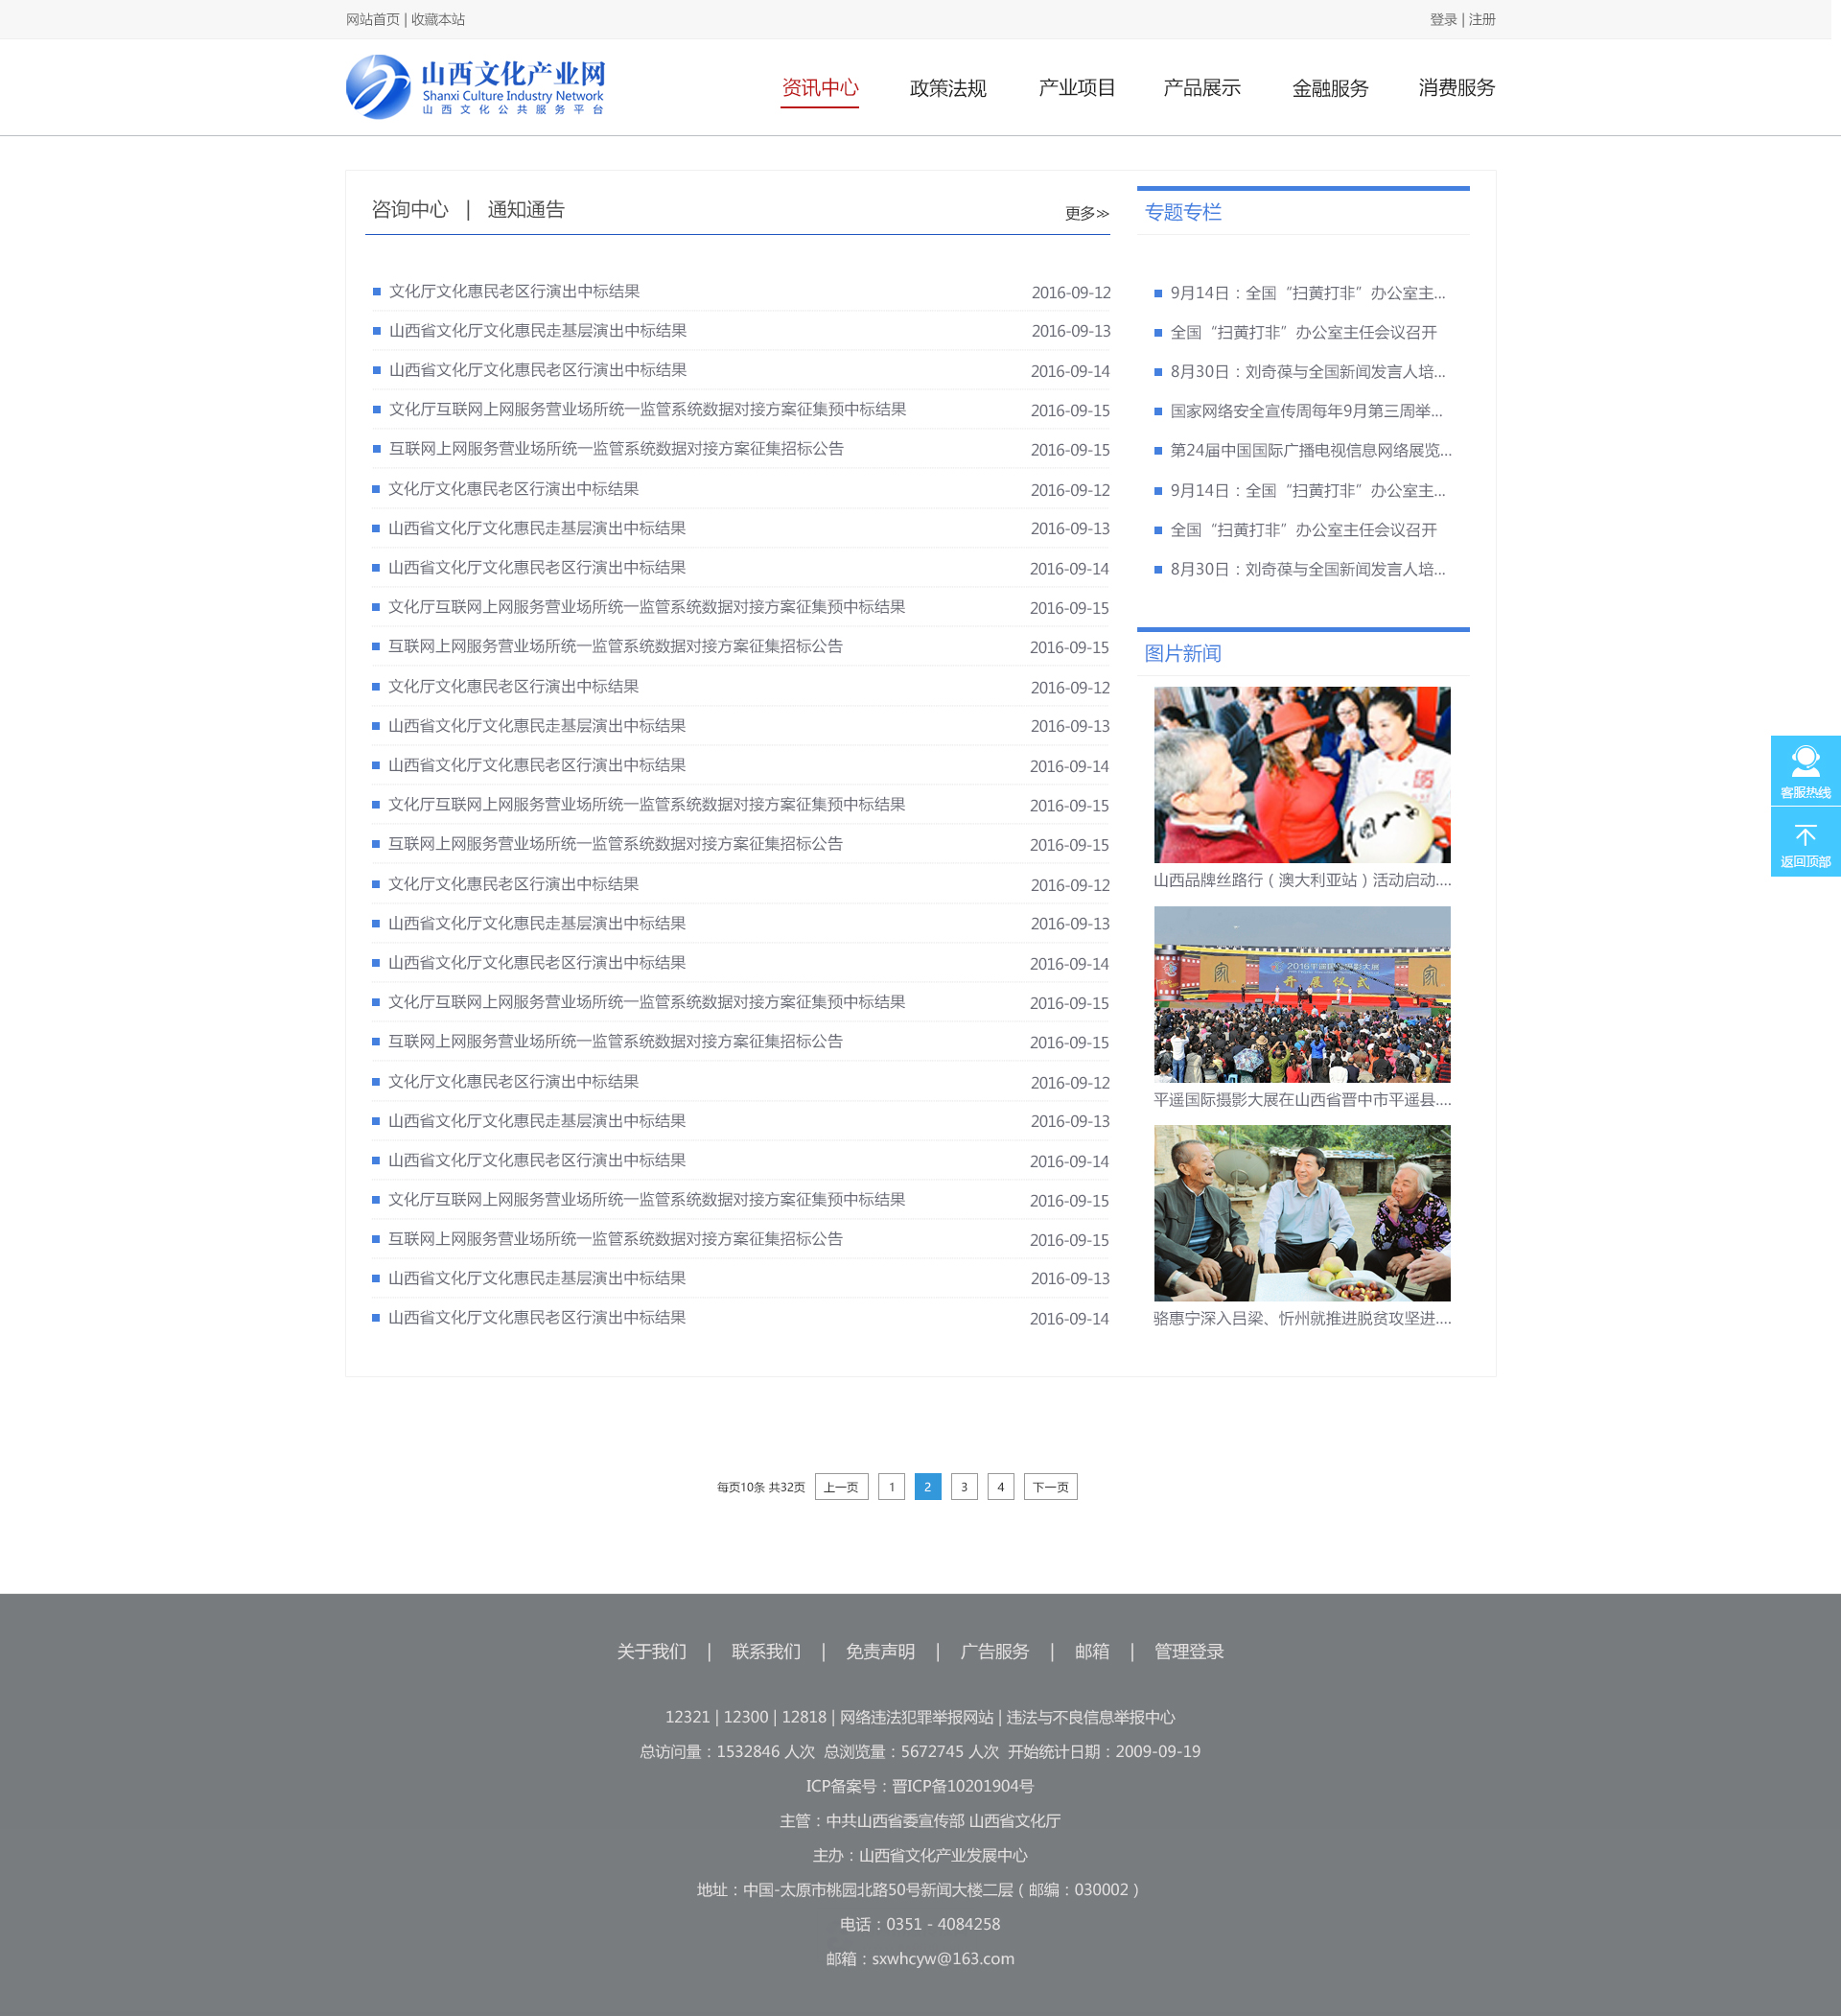 网站首页 | 收藏本站
登录 | 注册
山西文化产业网
Shanxi Culture Industry Network
山西文化公共服务平台
资讯中心
政策法规
产业项目
产品展示
金融服务
消费服务
咨询中心 | 通知通告
更多≫
文化厅文化惠民老区行演出中标结果 2016-09-12
山西省文化厅文化惠民走基层演出中标结果 2016-09-13
山西省文化厅文化惠民老区行演出中标结果 2016-09-14
文化厅互联网上网服务营业场所统一监管系统数据对接方案征集预中标结果 2016-09-15
互联网上网服务营业场所统一监管系统数据对接方案征集招标公告 2016-09-15
文化厅文化惠民老区行演出中标结果 2016-09-12
山西省文化厅文化惠民走基层演出中标结果 2016-09-13
山西省文化厅文化惠民老区行演出中标结果 2016-09-14
文化厅互联网上网服务营业场所统一监管系统数据对接方案征集预中标结果 2016-09-15
互联网上网服务营业场所统一监管系统数据对接方案征集招标公告 2016-09-15
文化厅文化惠民老区行演出中标结果 2016-09-12
山西省文化厅文化惠民走基层演出中标结果 2016-09-13
山西省文化厅文化惠民老区行演出中标结果 2016-09-14
文化厅互联网上网服务营业场所统一监管系统数据对接方案征集预中标结果 2016-09-15
互联网上网服务营业场所统一监管系统数据对接方案征集招标公告 2016-09-15
文化厅文化惠民老区行演出中标结果 2016-09-12
山西省文化厅文化惠民走基层演出中标结果 2016-09-13
山西省文化厅文化惠民老区行演出中标结果 2016-09-14
文化厅互联网上网服务营业场所统一监管系统数据对接方案征集预中标结果 2016-09-15
互联网上网服务营业场所统一监管系统数据对接方案征集招标公告 2016-09-15
文化厅文化惠民老区行演出中标结果 2016-09-12
山西省文化厅文化惠民走基层演出中标结果 2016-09-13
山西省文化厅文化惠民老区行演出中标结果 2016-09-14
文化厅互联网上网服务营业场所统一监管系统数据对接方案征集预中标结果 2016-09-15
互联网上网服务营业场所统一监管系统数据对接方案征集招标公告 2016-09-15
山西省文化厅文化惠民走基层演出中标结果 2016-09-13
山西省文化厅文化惠民老区行演出中标结果 2016-09-14
专题专栏
9月14日：全国“扫黄打非”办公室主...
全国“扫黄打非”办公室主任会议召开
8月30日：刘奇葆与全国新闻发言人培...
国家网络安全宣传周每年9月第三周举...
第24届中国国际广播电视信息网络展览...
9月14日：全国“扫黄打非”办公室主...
全国“扫黄打非”办公室主任会议召开
8月30日：刘奇葆与全国新闻发言人培...
图片新闻
山西品牌丝路行（澳大利亚站）活动启动....
家
2016平遥国际摄影大展
开展仪式
家
平遥国际摄影大展在山西省晋中市平遥县....
骆惠宁深入吕梁、忻州就推进脱贫攻坚进....
客服热线
返回顶部
每页10条 共32页 上一页 1 2 3 4 下一页
关于我们 | 联系我们 | 免责声明 | 广告服务 | 邮箱 | 管理登录
12321 | 12300 | 12818 | 网络违法犯罪举报网站 | 违法与不良信息举报中心
总访问量：1532846 人次 总浏览量：5672745 人次 开始统计日期：2009-09-19
ICP备案号：晋ICP备10201904号
主管：中共山西省委宣传部 山西省文化厅
主办：山西省文化产业发展中心
地址：中国-太原市桃园北路50号新闻大楼二层（邮编：030002）
电话：0351 - 4084258
邮箱：sxwhcyw@163.com